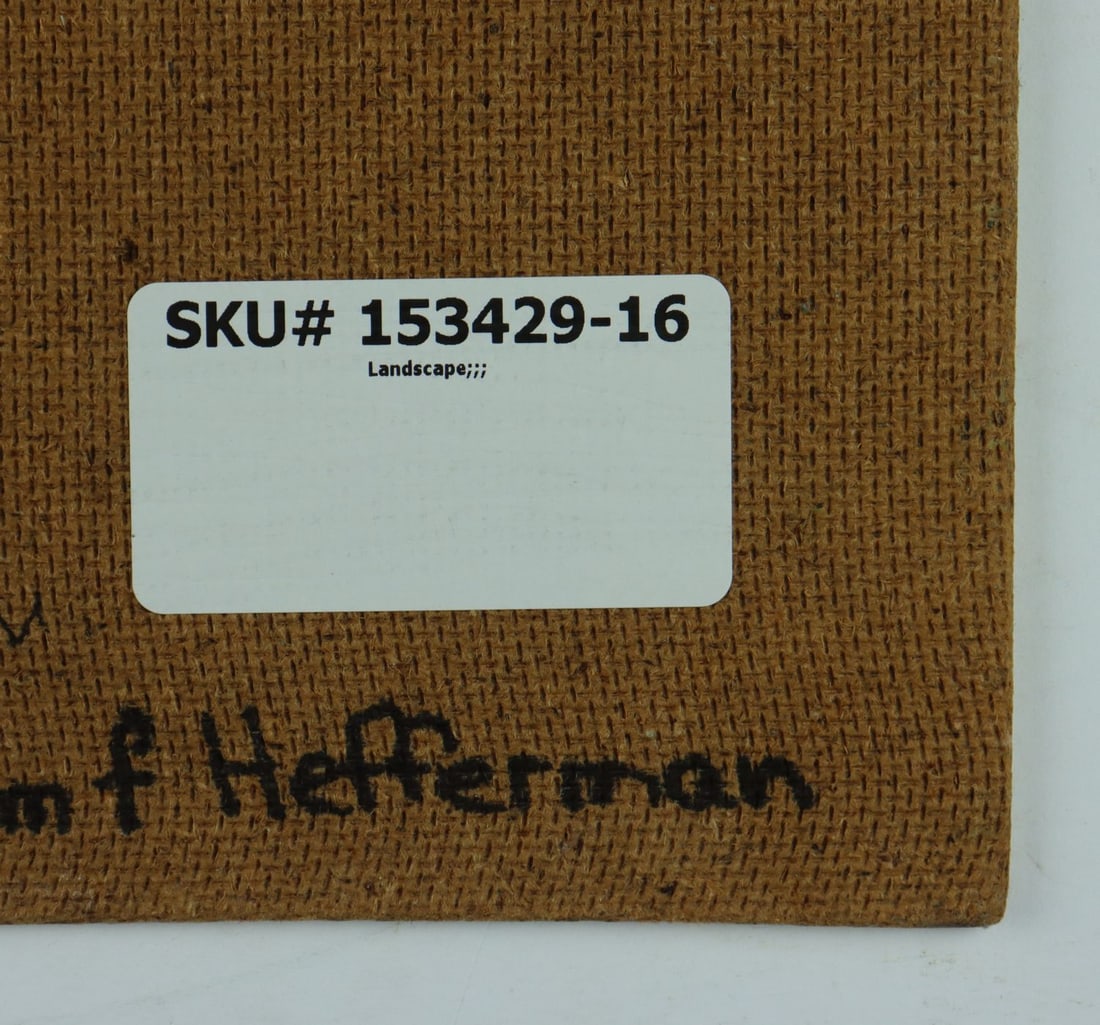 SKU# 153429-16
Landscape;;;
m f Hefferman